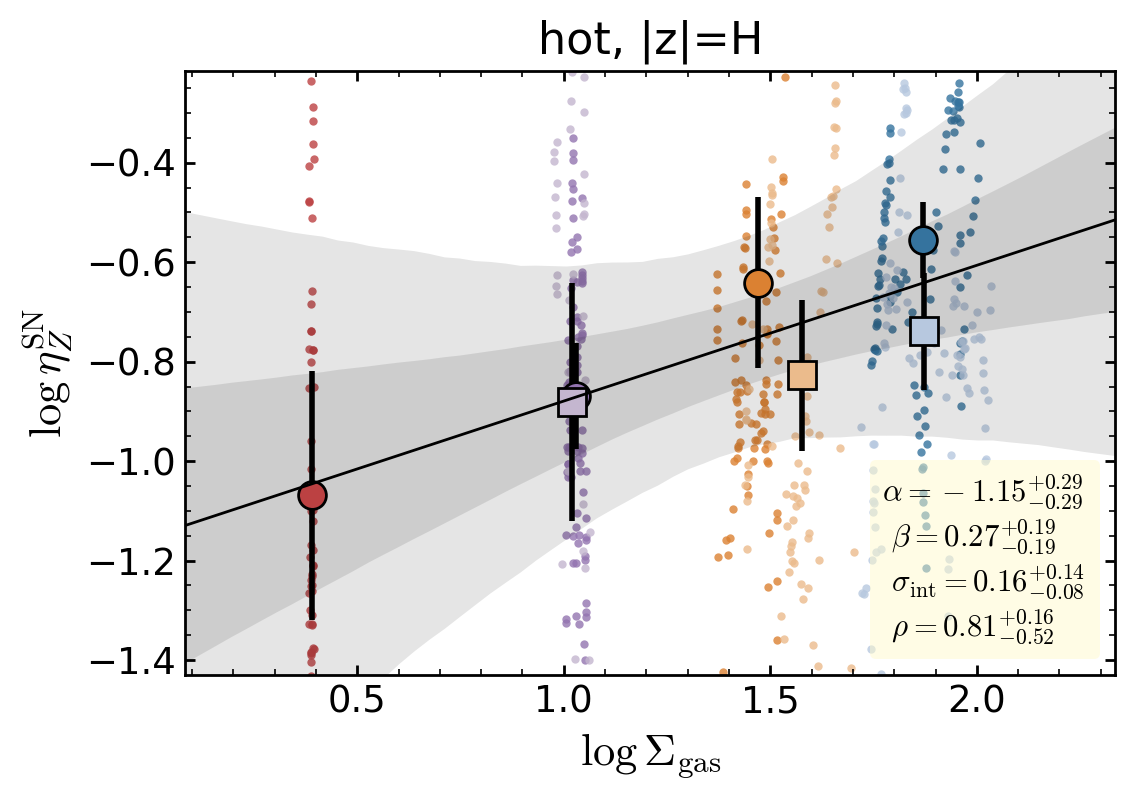 hot, |z|=H
−0.4
−0.6
−0.8
−1.0
−1.2
−1.4
log η_Z^SN
α = −1.15^{+0.29}_{−0.29}
β = 0.27^{+0.19}_{−0.19}
σ_int = 0.16^{+0.14}_{−0.08}
ρ = 0.81^{+0.16}_{−0.52}
0.5 1.0 1.5 2.0
log Σ_gas